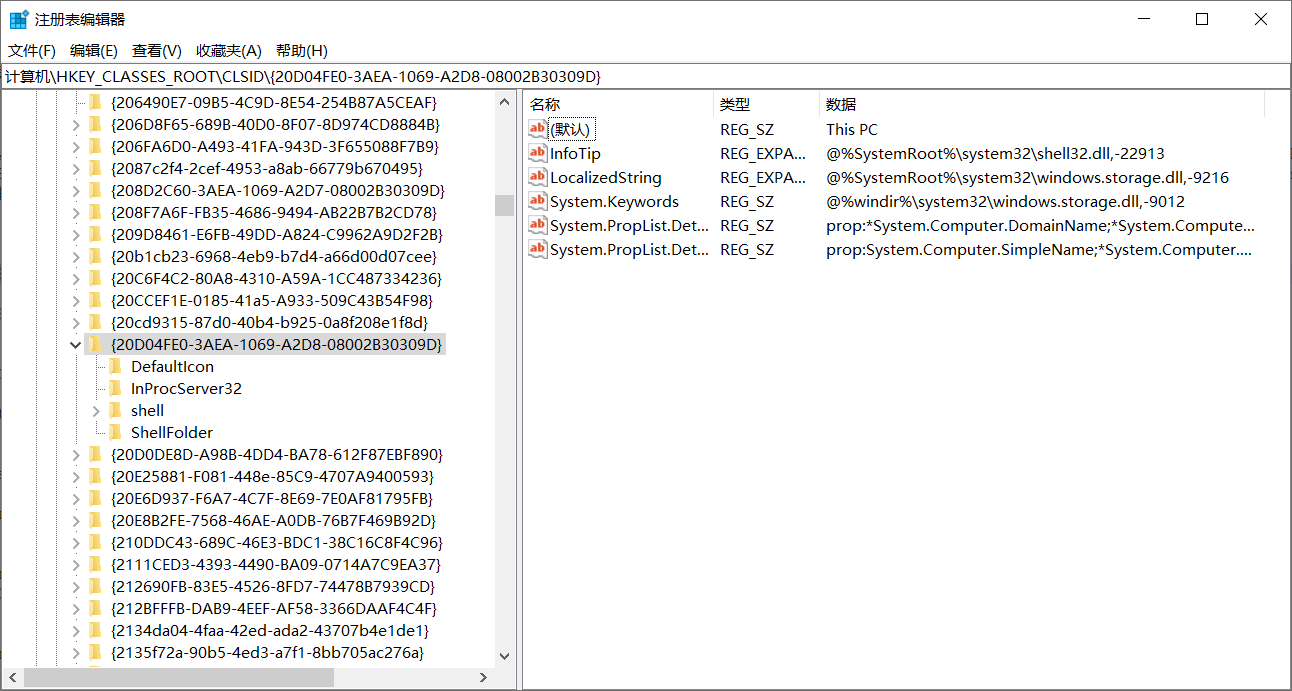 注册表编辑器
文件(F) 编辑(E) 查看(V) 收藏夹(A) 帮助(H)
计算机\HKEY_CLASSES_ROOT\CLSID\{20D04FE0-3AEA-1069-A2D8-08002B30309D}
{206490E7-09B5-4C9D-8E54-254B87A5CEAF}
{206D8F65-689B-40D0-8F07-8D974CD8884B}
{206FA6D0-A493-41FA-943D-3F655088F7B9}
{2087c2f4-2cef-4953-a8ab-66779b670495}
{208D2C60-3AEA-1069-A2D7-08002B30309D}
{208F7A6F-FB35-4686-9494-AB22B7B2CD78}
{209D8461-E6FB-49DD-A824-C9962A9D2F2B}
{20b1cb23-6968-4eb9-b7d4-a66d00d07cee}
{20C6F4C2-80A8-4310-A59A-1CC487334236}
{20CCEF1E-0185-41a5-A933-509C43B54F98}
{20cd9315-87d0-40b4-b925-0a8f208e1f8d}
{20D04FE0-3AEA-1069-A2D8-08002B30309D}
DefaultIcon
InProcServer32
shell
ShellFolder
{20D0DE8D-A98B-4DD4-BA78-612F87EBF890}
{20E25881-F081-448e-85C9-4707A9400593}
{20E6D937-F6A7-4C7F-8E69-7E0AF81795FB}
{20E8B2FE-7568-46AE-A0DB-76B7F469B92D}
{210DDC43-689C-46E3-BDC1-38C16C8F4C96}
{2111CED3-4393-4490-BA09-0714A7C9EA37}
{212690FB-83E5-4526-8FD7-74478B7939CD}
{212BFFFB-DAB9-4EEF-AF58-3366DAAF4C4F}
{2134da04-4faa-42ed-ada2-43707b4e1de1}
{2135f72a-90b5-4ed3-a7f1-8bb705ac276a}
名称 类型 数据
(默认) REG_SZ This PC
InfoTip REG_EXPA... @%SystemRoot%\system32\shell32.dll,-22913
LocalizedString REG_EXPA... @%SystemRoot%\system32\windows.storage.dll,-9216
System.Keywords REG_SZ @%windir%\system32\windows.storage.dll,-9012
System.PropList.Det... REG_SZ prop:*System.Computer.DomainName;*System.Compute...
System.PropList.Det... REG_SZ prop:System.Computer.SimpleName;*System.Computer....